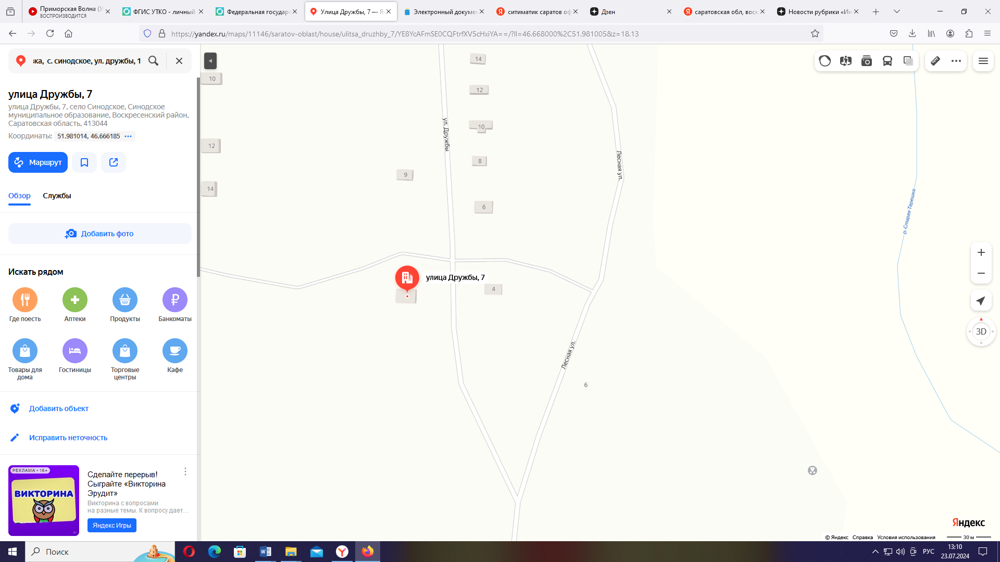 Приморская Волна (У
ВОСПРОИЗВОДИТСЯ
ФГИС УТКО - личный
Федеральная государс
Улица Дружбы, 7 — Я
Электронный документ
ситиматик саратов оф
Дзен
саратовская обл, воск
Новости рубрики «Ин
https://yandex.ru/maps/11146/saratov-oblast/house/ulitsa_druzhby_7/YE8YcAFmSE0CQFtrfXV5cHxiYA==/?ll=46.668000%2C51.981005&z=18.13
вка, с. синодское, ул. дружбы, 1
улица Дружбы, 7
улица Дружбы, 7, село Синодское, Синодское
муниципальное образование, Воскресенский район,
Саратовская область, 413044
Координаты: 51.981014, 46.666185
Маршрут
Обзор Службы
Добавить фото
Искать рядом
Где поесть
Аптеки
Продукты
Банкоматы
Товары для
дома
Гостиницы
Торговые
центры
Кафе
Добавить объект
Исправить неточность
РЕКЛАМА • 16+
ВИКТОРИНА
Сделайте перерыв!
Сыграйте «Викторина
Эрудит»
Викторина с вопросами
на разные темы. К вопросу дает...
Яндекс Игры
10
12
14
14
12
10
8
6
9
4
6
ул. Дружбы
Лесная ул.
улица Дружбы, 7
Лесная ул.
р. Старая Терешка
3D
Яндекс
© Яндекс Справка Условия использования
30 м
Поиск
РУС
13:10
23.07.2024